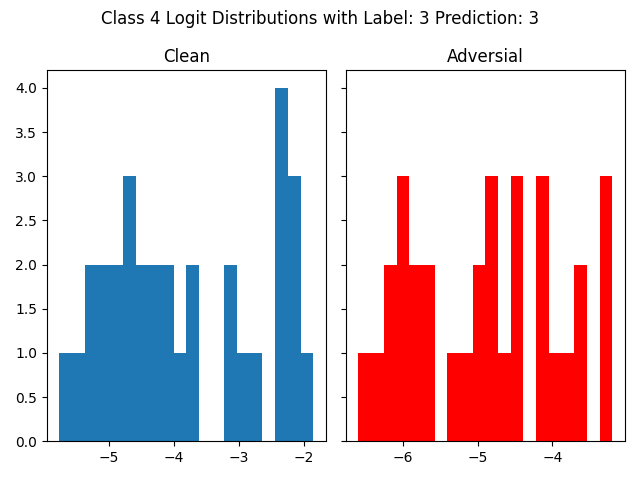 Class 4 Logit Distributions with Label: 3 Prediction: 3
Clean
Adversial
4.0
3.5
3.0
2.5
2.0
1.5
1.0
0.5
0.0
−5 −4 −3 −2
−6 −5 −4